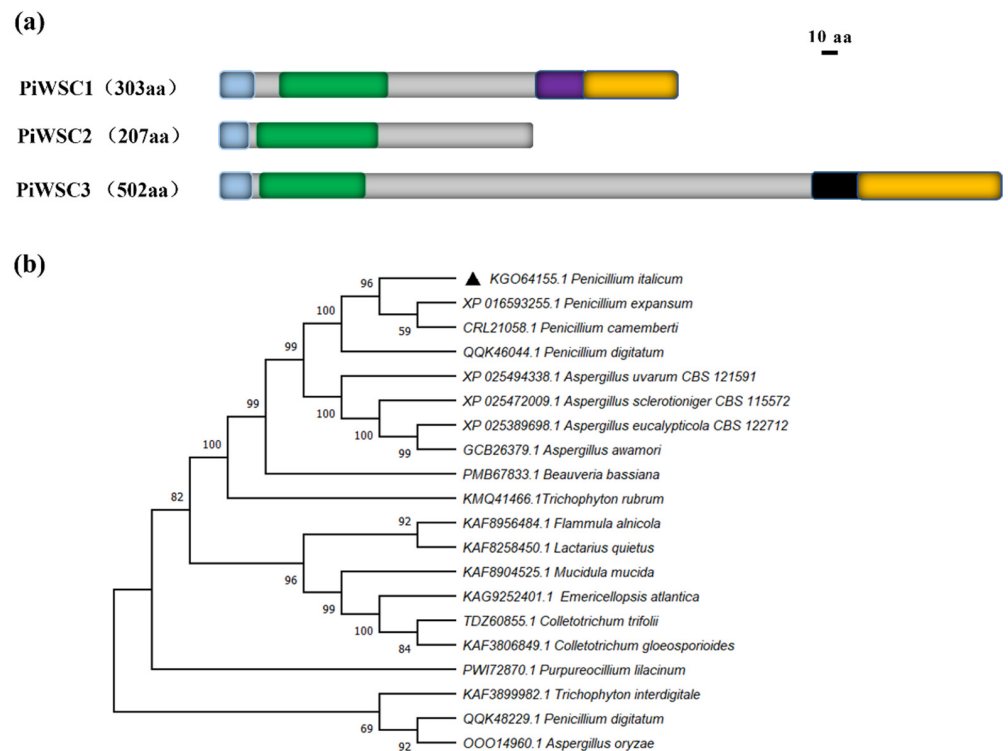 (a)
10 aa
PiWSC1 (303aa）
PiWSC2（207aa）
PiWSC3（502aa）
(b)
96
KGO64155.1 Penicillium italicum
100
XP 016593255.1 Penicillium expansum
59
CRL21058.1 Penicillium camemberti
99
QQK46044.1 Penicillium digitatum
XP 025494338.1 Aspergillus uvarum CBS 121591
99
100
XP 025472009.1 Aspergillus sclerotioniger CBS 115572
100
XP 025389698.1 Aspergillus eucalypticola CBS 122712
100
99
GCB26379.1 Aspergillus awamori
PMB67833.1 Beauveria bassiana
82
KMQ41466.1Trichophyton rubrum
92
KAF8956484.1 Flammula alnicola
KAF8258450.1 Lactarius quietus
96
KAF8904525.1 Mucidula mucida
99
KAG9252401.1 Emericellopsis atlantica
100
TDZ60855.1 Colletotrichum trifolii
84
KAF3806849.1 Colletotrichum gloeosporioides
PWI72870.1 Purpureocillium lilacinum
KAF3899982.1 Trichophyton interdigitale
69
QQK48229.1 Penicillium digitatum
92
OOO14960.1 Aspergillus oryzae